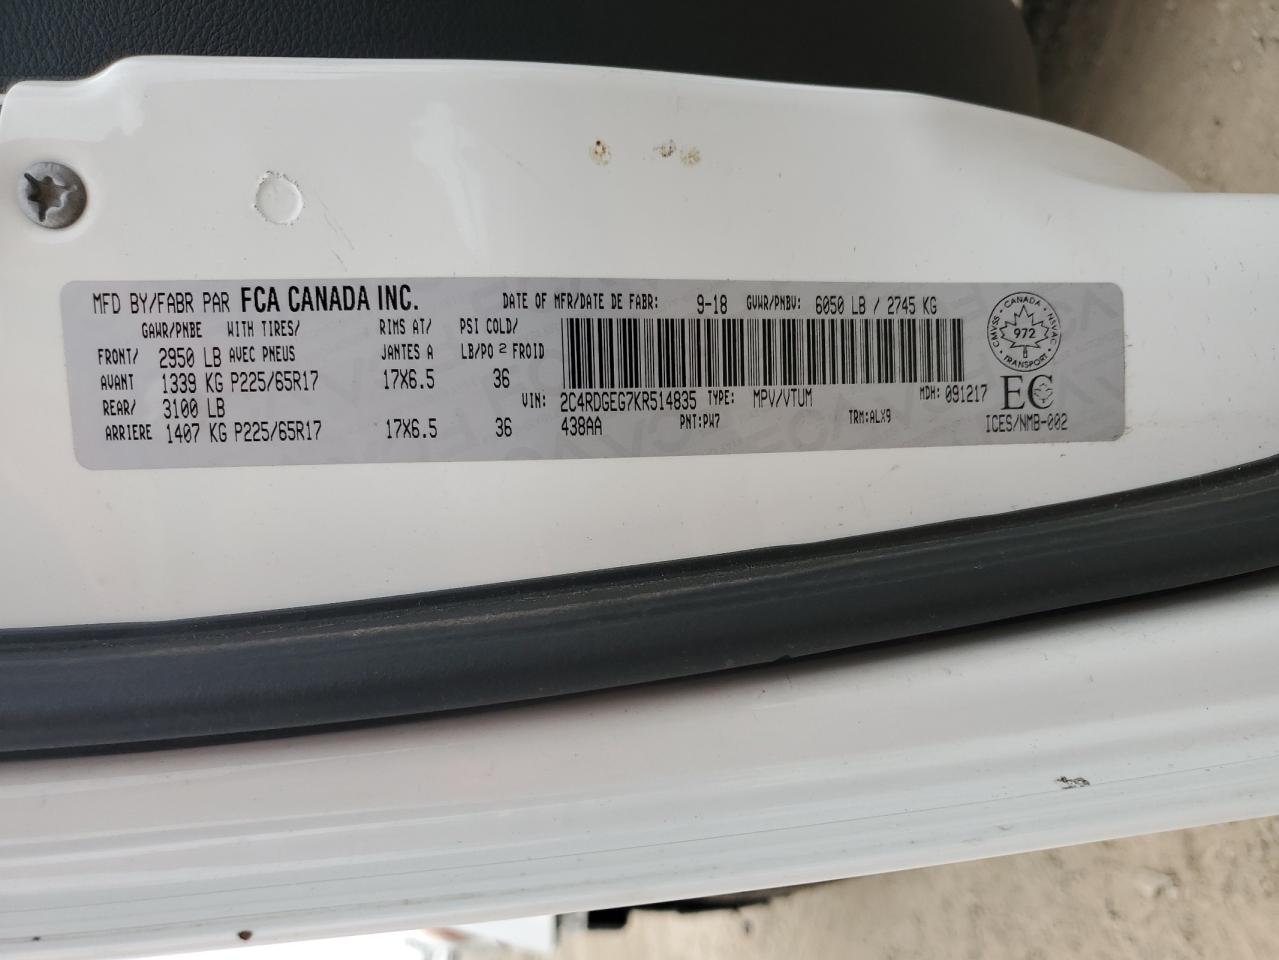 MFD BY/FABR PAR FCA CANADA INC. DATE OF MFR/DATE DE FABR: 9-18 GVWR/PNBV: 6050 LB / 2745 KG
GAWR/PNBE WITH TIRES/ RIMS AT/ PSI COLD/
FRONT/ 2950 LB AVEC PNEUS JANTES A LB/PO 2 FROID
AVANT 1339 KG P225/65R17 17X6.5 36
REAR/ 3100 LB VIN: 2C4RDGEG7KR514835 TYPE: MPV/VTUM MDH: 091217
ARRIERE 1407 KG P225/65R17 17X6.5 36 438AA PNT:PW7 TRM:ALX9
CANADA
CMVSS NSVAC
972
TRANSPORT
EC
ICES/NMB-002